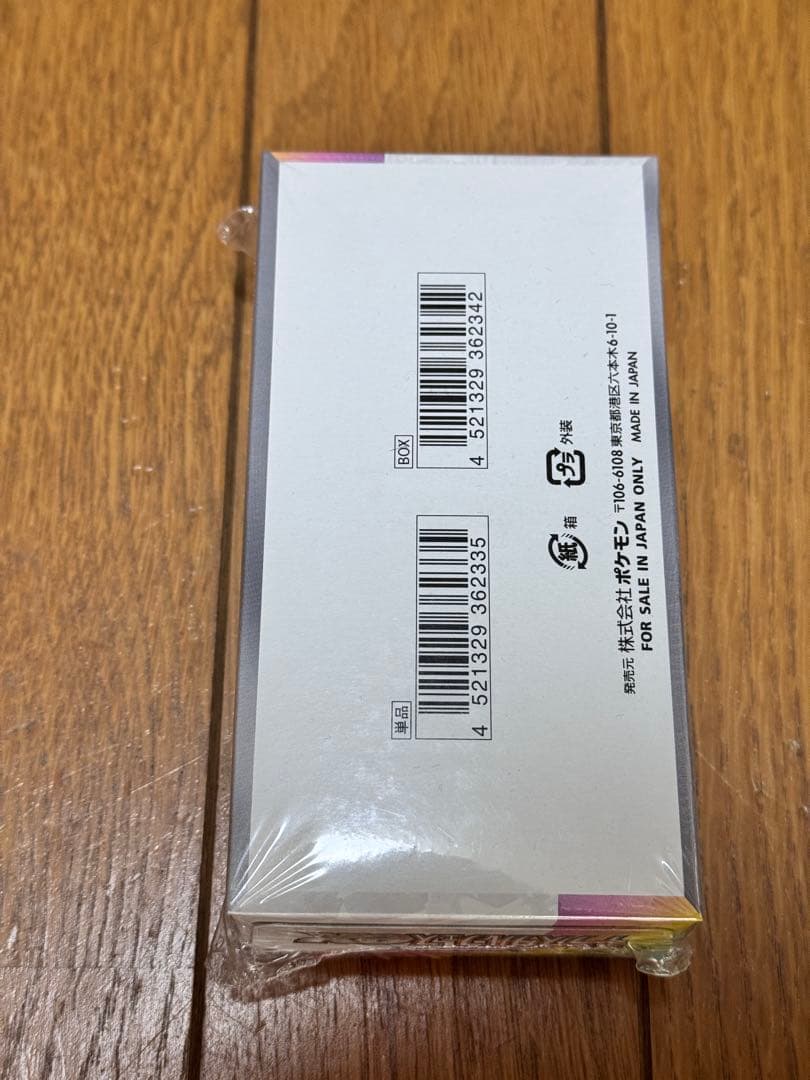 単品
4 521329 362335
BOX
4 521329 362342
紙 箱
プラ 外装
発売元 株式会社ポケモン 〒106-6108 東京都港区六本木6-10-1
FOR SALE IN JAPAN ONLY MADE IN JAPAN